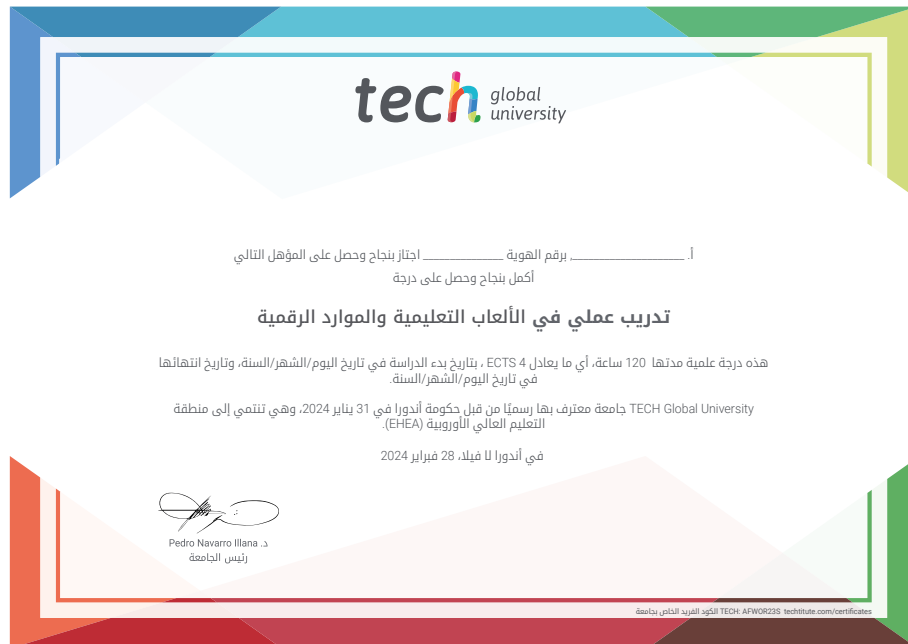 tech global
university
أ. ____________________, برقم الهوية ______________ اجتاز بنجاح وحصل على المؤهل التالي
أكمل بنجاح وحصل على درجة
تدريب عملي في الألعاب التعليمية والموارد الرقمية
هذه درجة علمية مدتها 120 ساعة، أي ما يعادل 4 ECTS ، بتاريخ بدء الدراسة في تاريخ اليوم/الشهر/السنة، وتاريخ انتهائها
في تاريخ اليوم/الشهر/السنة.
TECH Global University جامعة معترف بها رسميًا من قبل حكومة أندورا في 31 يناير 2024، وهي تنتمي إلى منطقة
التعليم العالي الأوروبية (EHEA).
في أندورا لا فيلا، 28 فبراير 2024
د. Pedro Navarro Illana
رئيس الجامعة
الكود الفريد الخاص بجامعة TECH: AFWOR23S techtitute.com/certificates